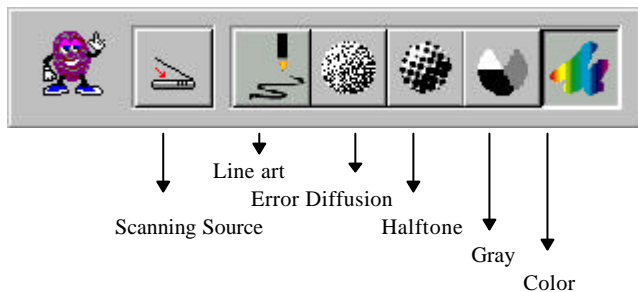 Line art
Error Diffusion
Scanning Source
Halftone
Gray
Color